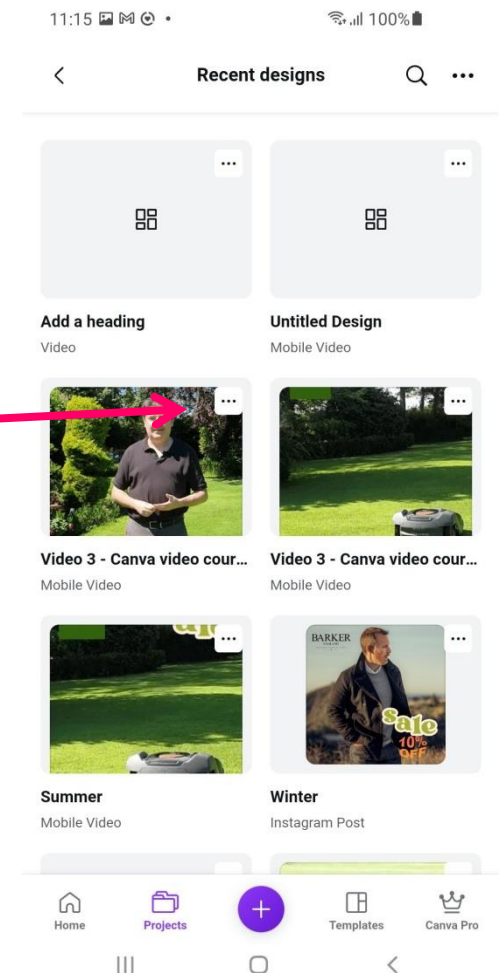 11:15 100%
Recent designs
Add a heading
Untitled Design
Video
Mobile Video
Video 3 - Canva video cour...
Video 3 - Canva video cour...
Mobile Video
Mobile Video
BARKER
Sale
10%
OFF
Summer
Winter
Mobile Video
Instagram Post
Home
Projects
Templates
Canva Pro